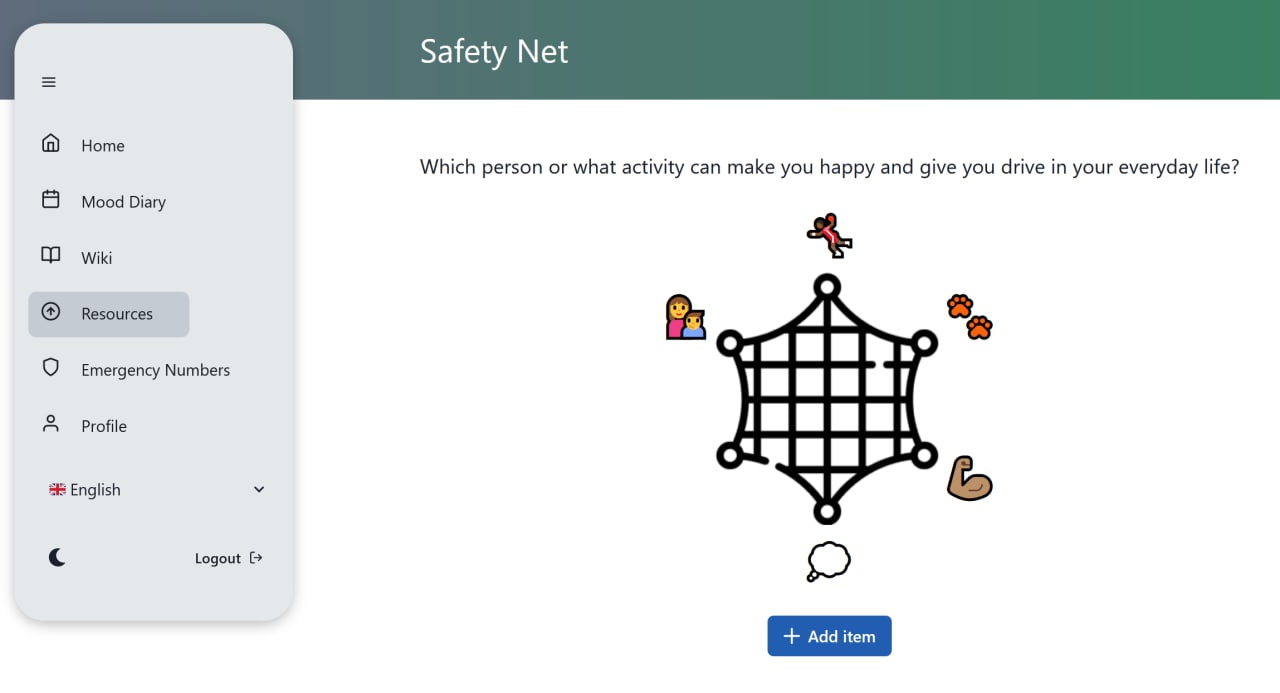 Safety Net
Home
Mood Diary
Wiki
Resources
Emergency Numbers
Profile
English
Logout
Which person or what activity can make you happy and give you drive in your everyday life?
Add item